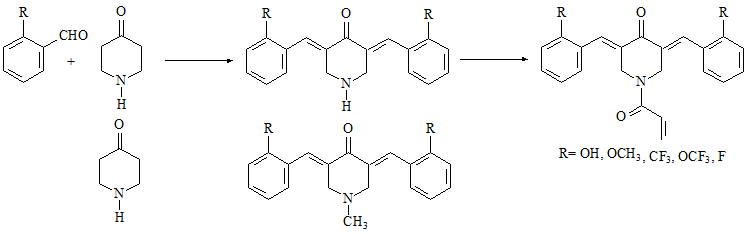 R
CHO
+
O
N
H
R
O
R
N
H
R
O
R
N
O
R= OH, OCH₃, CF₃, OCF₃, F
O
N
H
R
O
R
N
CH₃